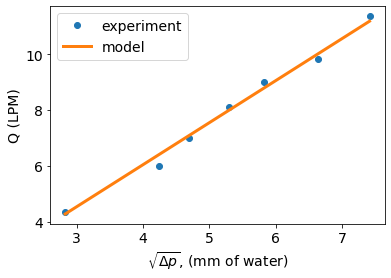 experiment
model
Q (LPM)
10
8
6
4
3
4
5
6
7
√Δp, (mm of water)